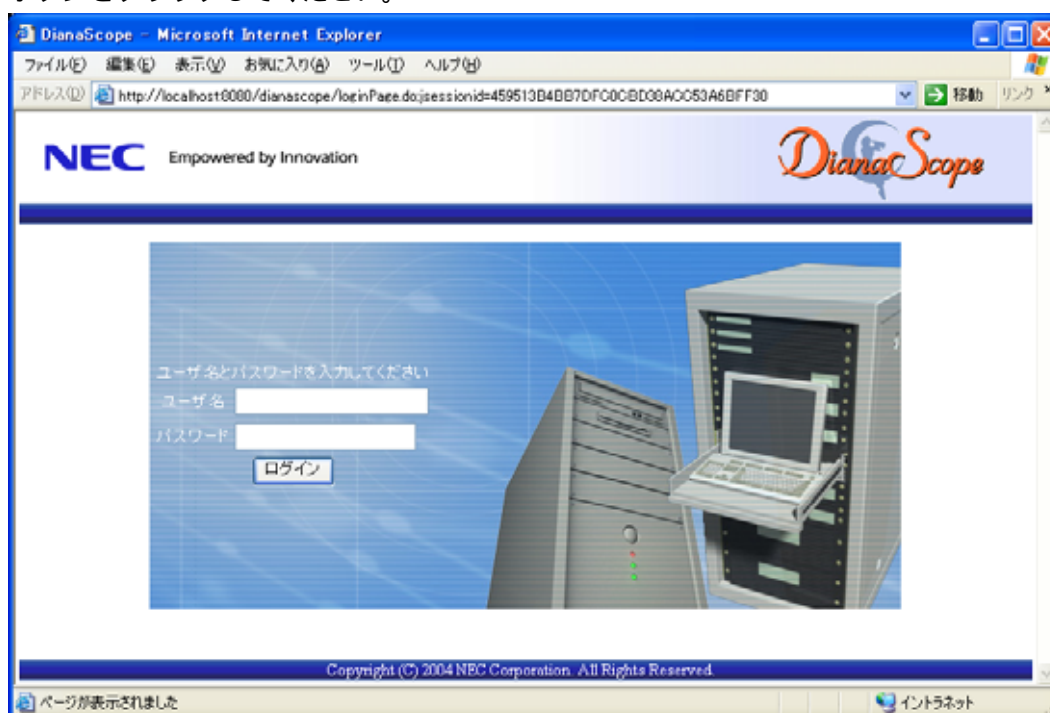 DianaScope - Microsoft Internet Explorer
ファイル(F) 編集(E) 表示(V) お気に入り(A) ツール(T) ヘルプ(H)
アドレス(D) http://localhost:8080/dianascope/loginPage.do;jsessionid=459513B4BB7DFC0CBD38ACC53A6BFF30 移動 リンク
NEC Empowered by Innovation DianaScope
ユーザ名とパスワードを入力してください
ユーザ名
パスワード
ログイン
Copyright (C) 2004 NEC Corporation. All Rights Reserved.
ページが表示されました イントラネット